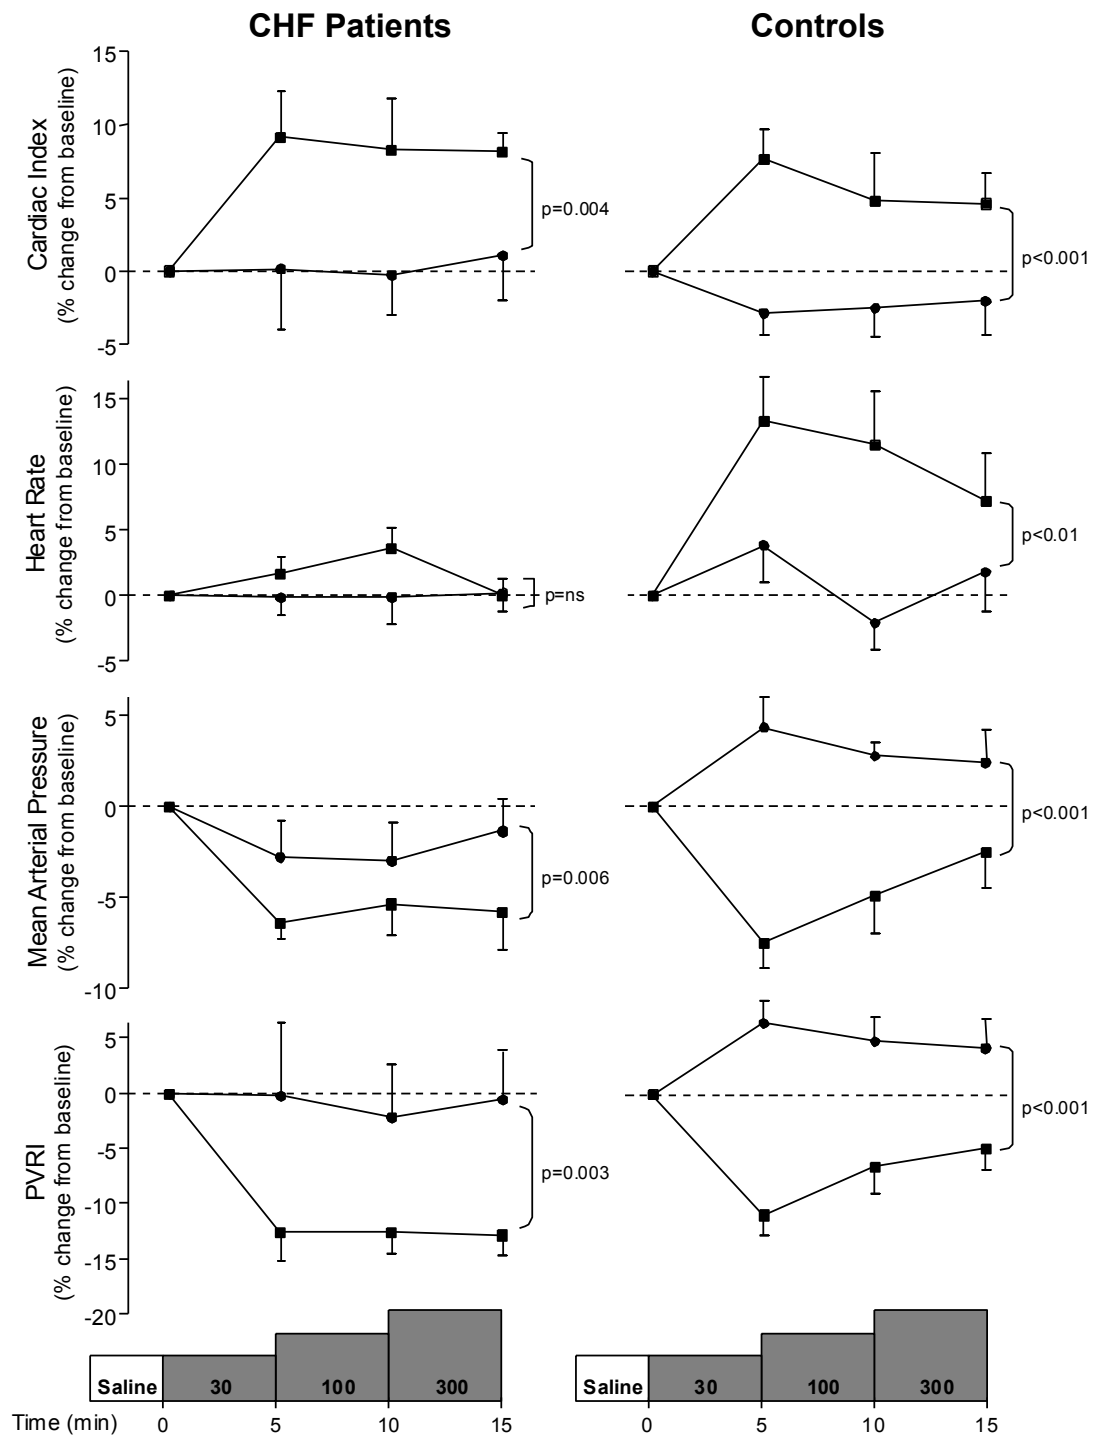 CHF Patients
Controls
Cardiac Index
(% change from baseline)
15
10
5
0
-5
p=0.004
p<0.001
Heart Rate
(% change from baseline)
15
10
5
0
-5
p=ns
p<0.01
Mean Arterial Pressure
(% change from baseline)
5
0
-5
-10
p=0.006
p<0.001
PVRI
(% change from baseline)
5
0
-5
-10
-15
-20
p=0.003
p<0.001
Saline 30 100 300
Saline 30 100 300
Time (min) 0 5 10 15
0 5 10 15